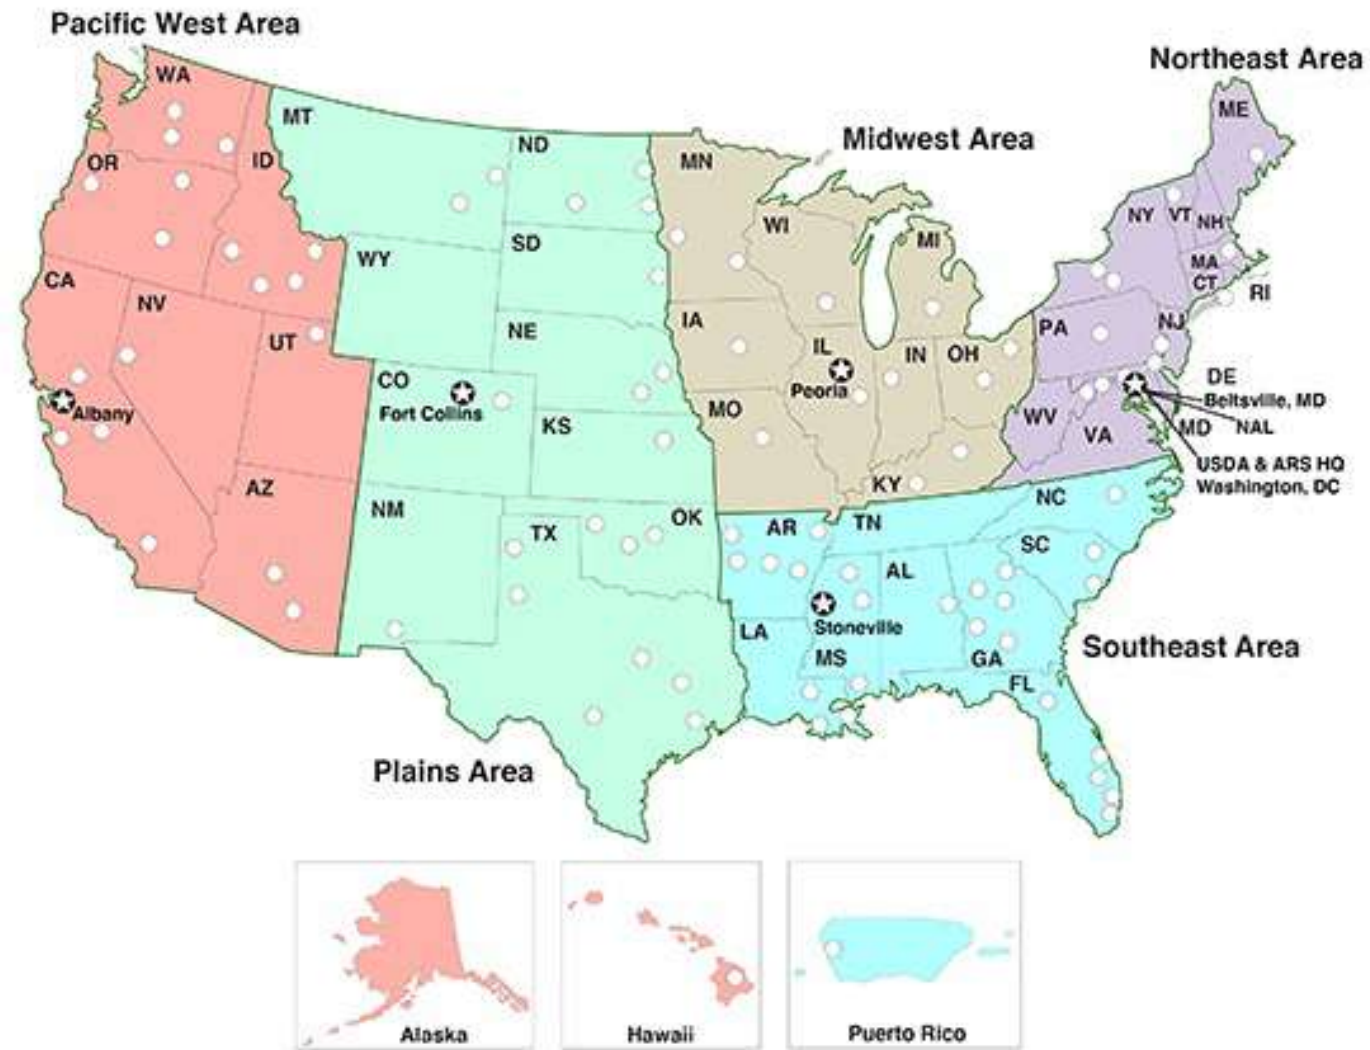 Pacific West Area
Northeast Area
Midwest Area
Plains Area
Southeast Area
WA
OR
ID
CA
NV
UT
AZ
Albany
MT
ND
WY
SD
NE
CO
Fort Collins
KS
NM
TX
OK
MN
WI
MI
IA
IL
IN
OH
Peoria
MO
KY
ME
NY
VT
NH
MA
CT
RI
PA
NJ
DE
Beltsville, MD
WV
VA
MD
NAL
USDA & ARS HQ
Washington, DC
AR
TN
NC
SC
AL
LA
Stoneville
MS
GA
FL
Alaska
Hawaii
Puerto Rico